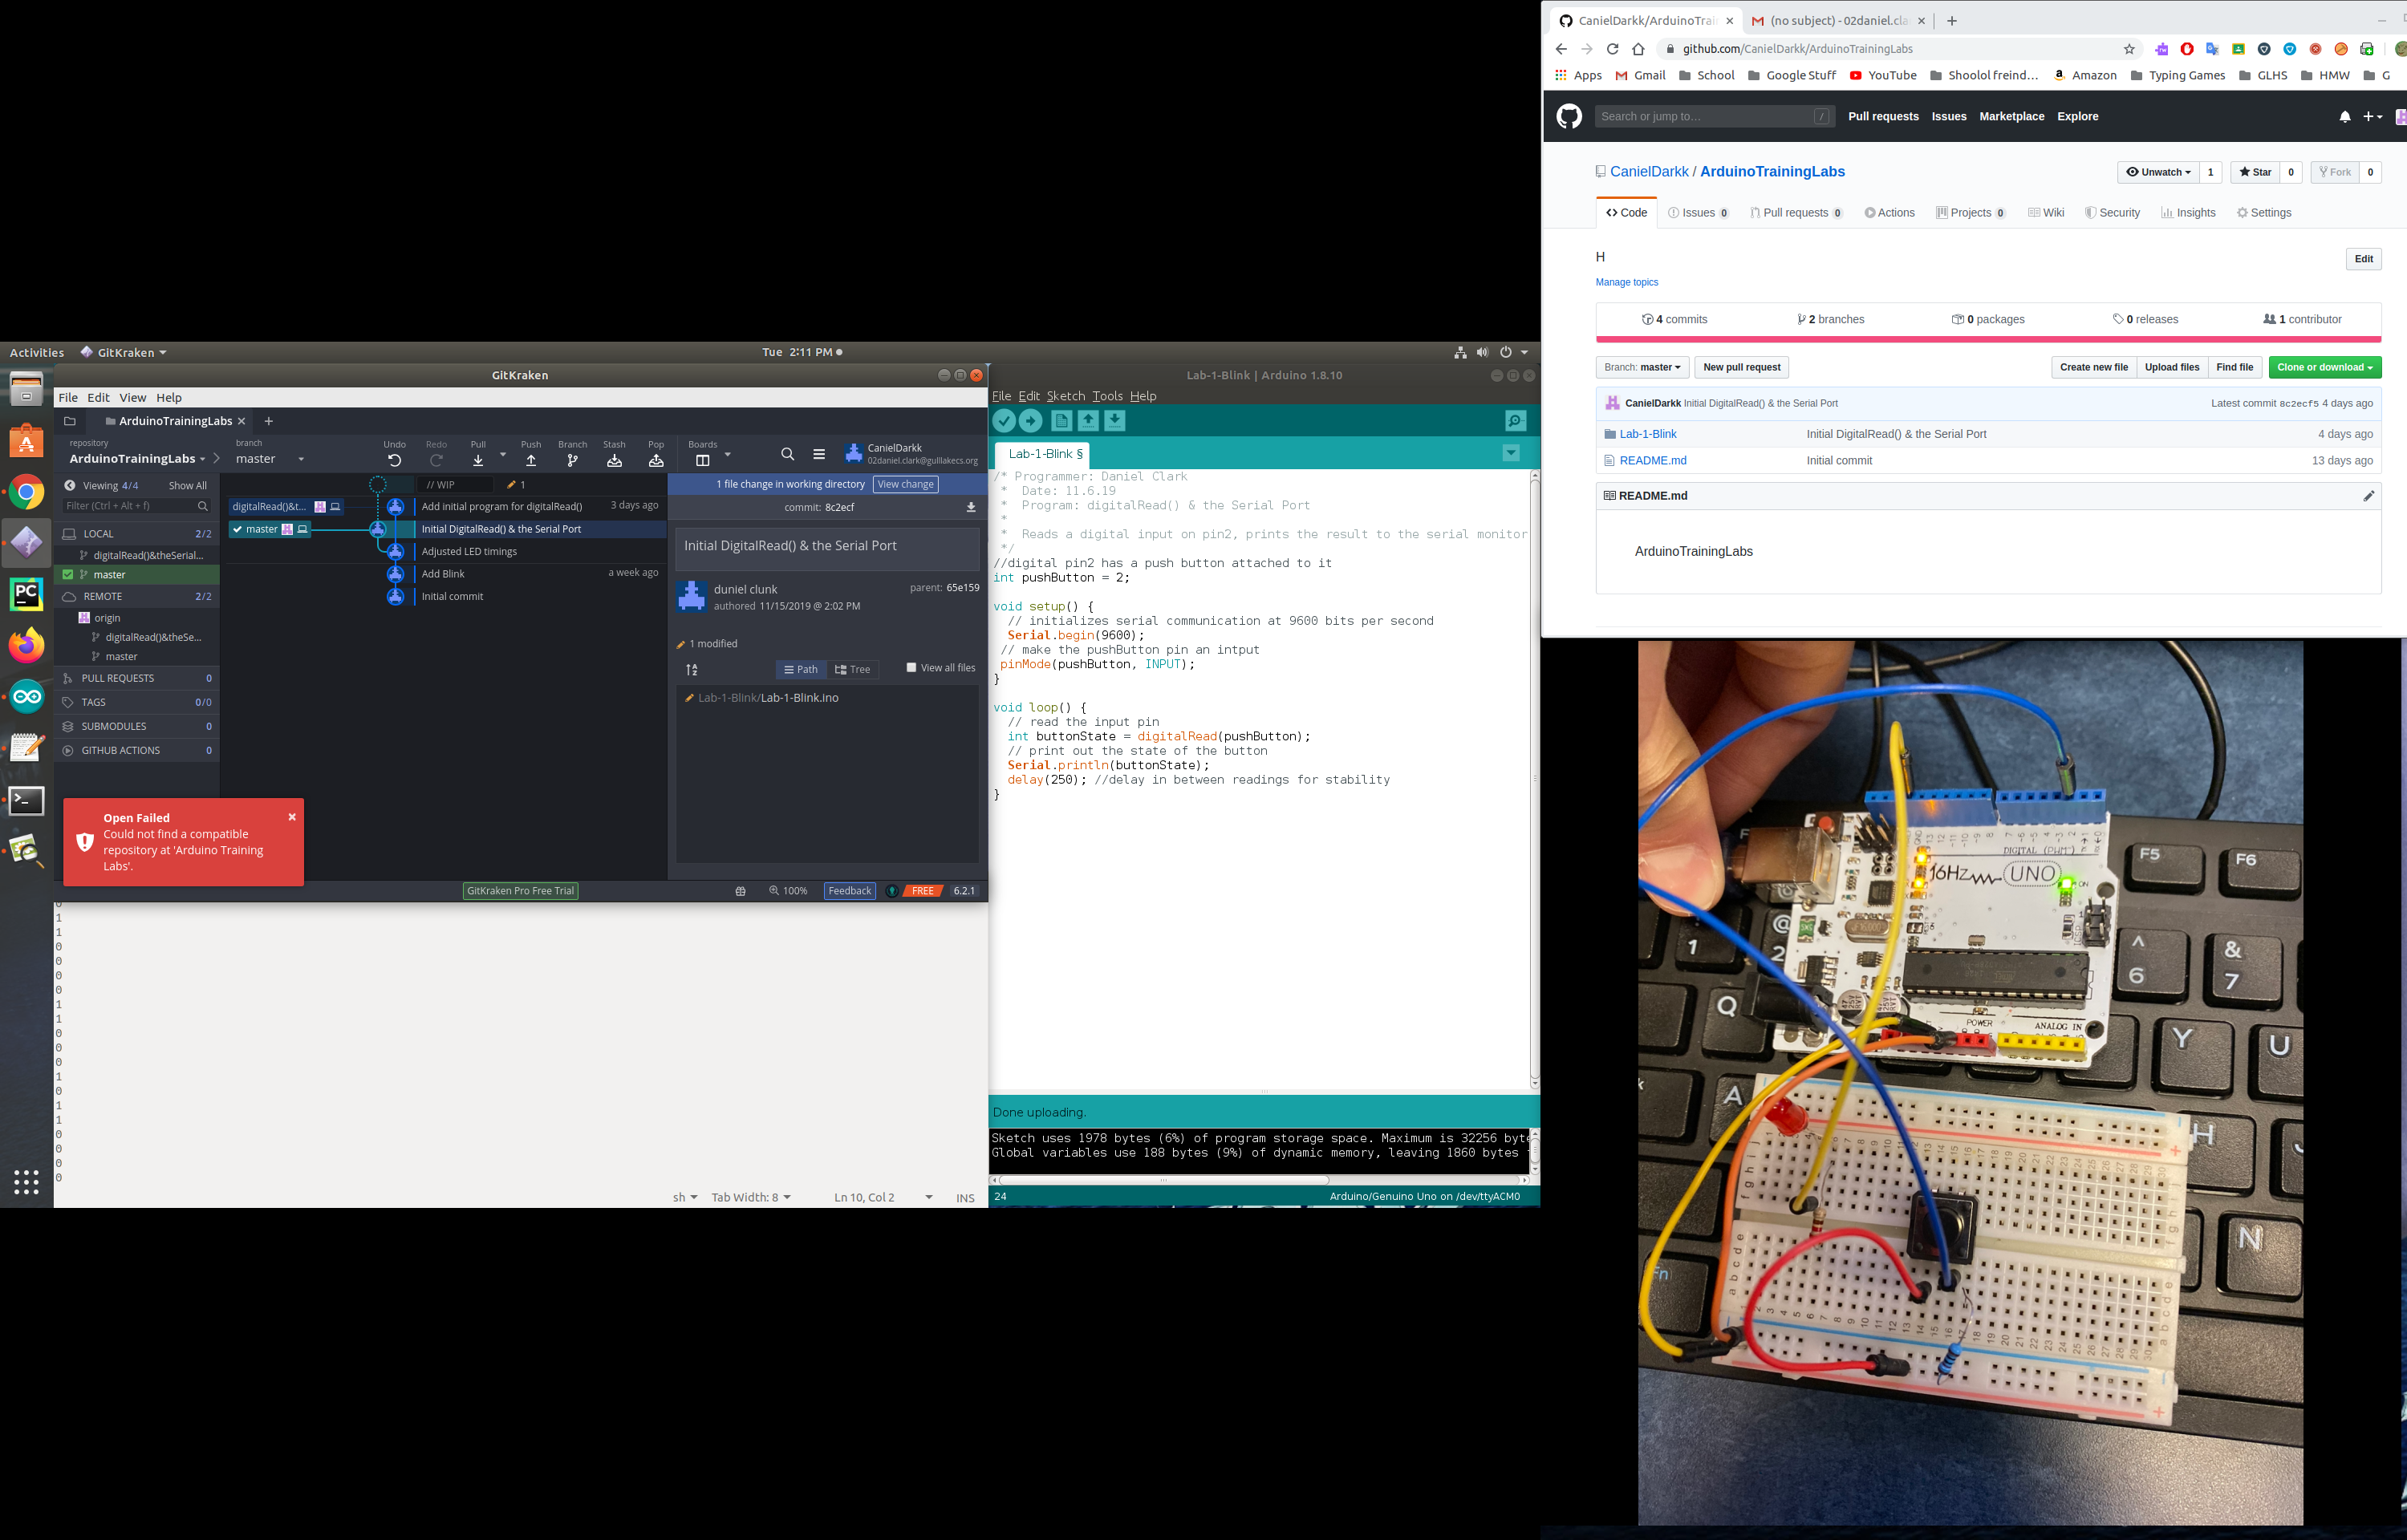 Activities GitKraken Tue 2:11 PM
GitKraken
File Edit View Help
ArduinoTrainingLabs
repository branch Undo Redo Pull Push Branch Stash Pop Boards
ArduinoTrainingLabs master
CanielDarkk
02daniel.clark@gulllakecs.org
Viewing 4/4 Show All
Filter (Ctrl + Alt + f)
LOCAL 2/2
digitalRead()&theSerial...
master
REMOTE 2/2
origin
digitalRead()&theSe...
master
PULL REQUESTS 0
TAGS 0/0
SUBMODULES 0
GITHUB ACTIONS 0
// WIP 1
digitalRead()&t... Add initial program for digitalRead() 3 days ago
master Initial DigitalRead() & the Serial Port
Adjusted LED timings
Add Blink a week ago
Initial commit
1 file change in working directory View change
commit: 8c2ecf
Initial DigitalRead() & the Serial Port
duniel clunk parent: 65e159
authored 11/15/2019 @ 2:02 PM
1 modified
Path Tree View all files
Lab-1-Blink/Lab-1-Blink.ino
Open Failed
Could not find a compatible
repository at 'Arduino Training
Labs'.
GitKraken Pro Free Trial 100% Feedback FREE 6.2.1
0
1
1
0
0
0
0
1
1
0
0
0
1
0
1
1
0
0
0
0
sh Tab Width: 8 Ln 10, Col 2 INS
Lab-1-Blink | Arduino 1.8.10
File Edit Sketch Tools Help
Lab-1-Blink §
/* Programmer: Daniel Clark
* Date: 11.6.19
* Program: digitalRead() & the Serial Port
*
* Reads a digital input on pin2, prints the result to the serial monitor
*/
//digital pin2 has a push button attached to it
int pushButton = 2;
void setup() {
// initializes serial communication at 9600 bits per second
Serial.begin(9600);
// make the pushButton pin an intput
pinMode(pushButton, INPUT);
}
void loop() {
// read the input pin
int buttonState = digitalRead(pushButton);
// print out the state of the button
Serial.println(buttonState);
delay(250); //delay in between readings for stability
}
Done uploading.
Sketch uses 1978 bytes (6%) of program storage space. Maximum is 32256 byte
Global variables use 188 bytes (9%) of dynamic memory, leaving 1860 bytes
24 Arduino/Genuino Uno on /dev/ttyACM0
CanielDarkk/ArduinoTrai (no subject) - 02daniel.cla
github.com/CanielDarkk/ArduinoTrainingLabs
Apps Gmail School Google Stuff YouTube Shoolol freind... Amazon Typing Games GLHS HMW G
Search or jump to... / Pull requests Issues Marketplace Explore
CanielDarkk / ArduinoTrainingLabs Unwatch 1 Star 0 Fork 0
Code Issues 0 Pull requests 0 Actions Projects 0 Wiki Security Insights Settings
H Edit
Manage topics
4 commits 2 branches 0 packages 0 releases 1 contributor
Branch: master New pull request Create new file Upload files Find file Clone or download
CanielDarkk Initial DigitalRead() & the Serial Port Latest commit 8c2ecf5 4 days ago
Lab-1-Blink Initial DigitalRead() & the Serial Port 4 days ago
README.md Initial commit 13 days ago
README.md
ArduinoTrainingLabs
DIGITAL (PWM~)
16Hz UNO ON
ICSP
POWER ANALOG IN
F5 F6
1 @ 2 ^ 6 & 7
Q Y U
A H
Fn N